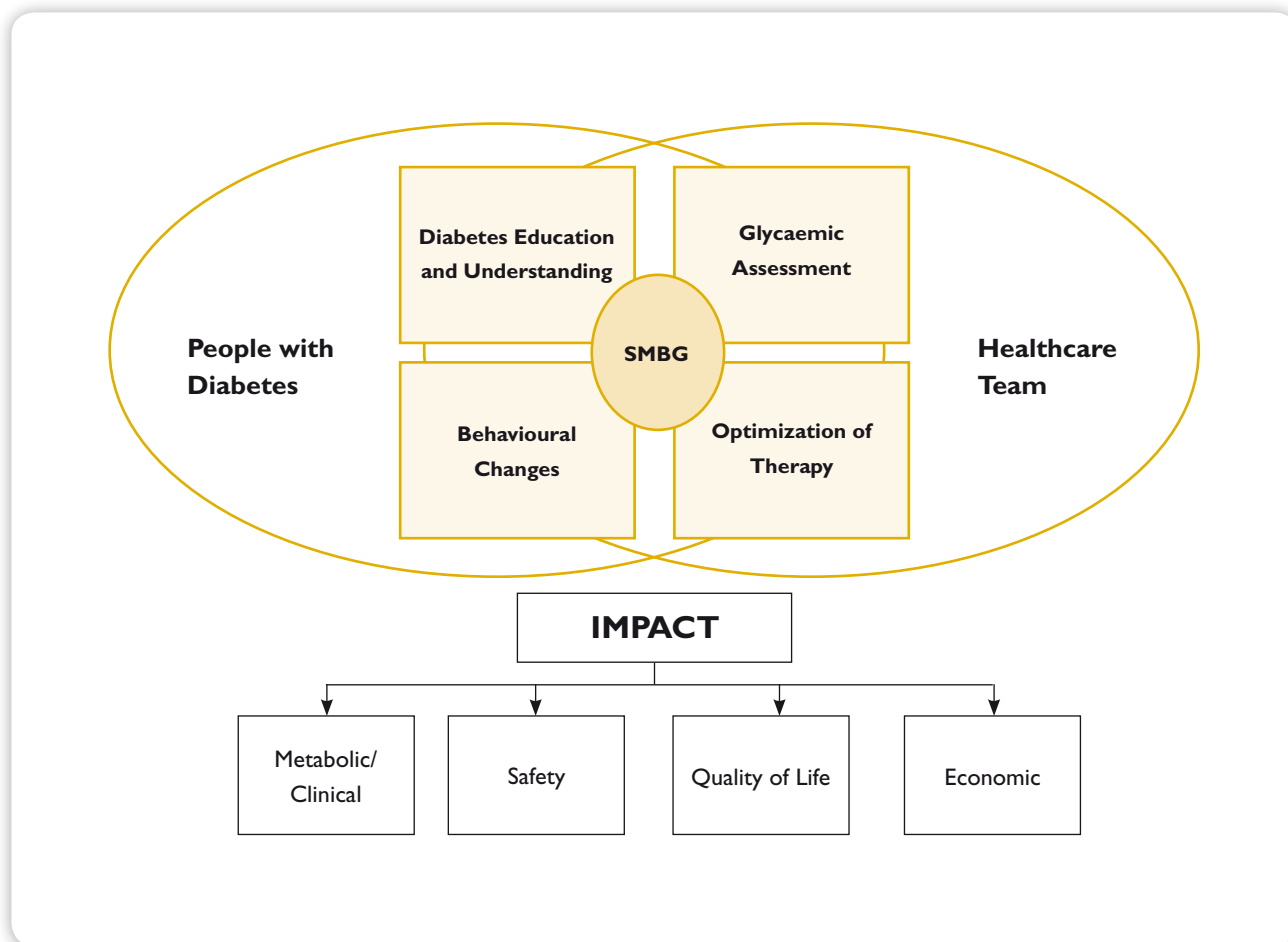 People with
Diabetes
Diabetes Education
and Understanding
Glycaemic
Assessment
SMBG
Behavioural
Changes
Optimization of
Therapy
Healthcare
Team
IMPACT
Metabolic/
Clinical
Safety
Quality of Life
Economic